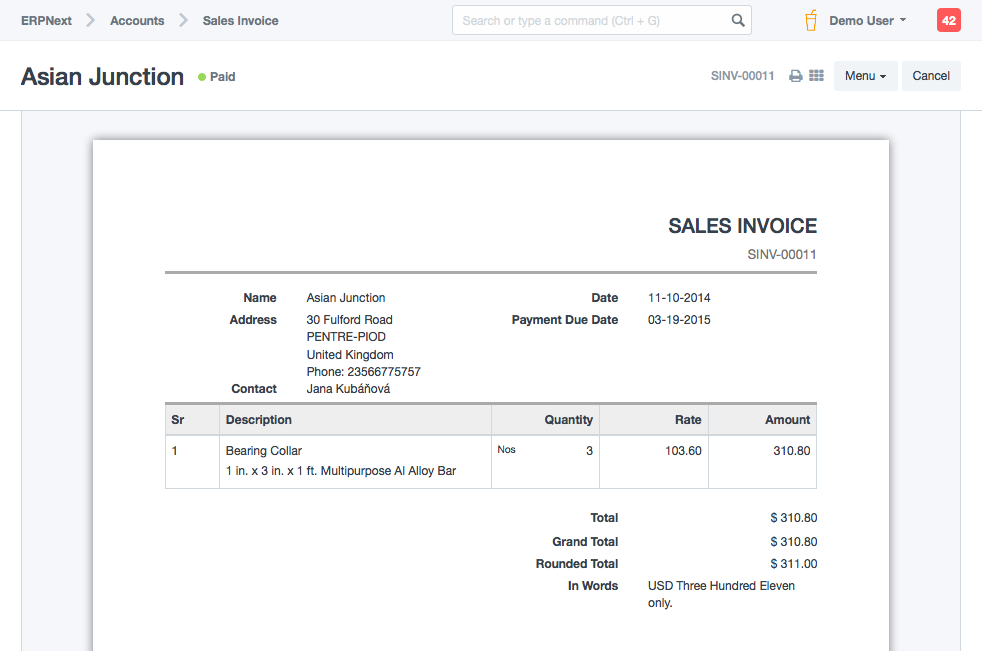 ERPNext Accounts Sales Invoice Search or type a command (Ctrl + G) Demo User 42
Asian Junction Paid SINV-00011 Menu Cancel
SALES INVOICE
SINV-00011
Name Asian Junction Date 11-10-2014
Address 30 Fulford Road Payment Due Date 03-19-2015
PENTRE-PIOD
United Kingdom
Phone: 23566775757
Contact Jana Kubáňová
Sr Description Quantity Rate Amount
1 Bearing Collar Nos 3 103.60 310.80
1 in. x 3 in. x 1 ft. Multipurpose Al Alloy Bar
Total $ 310.80
Grand Total $ 310.80
Rounded Total $ 311.00
In Words USD Three Hundred Eleven
only.